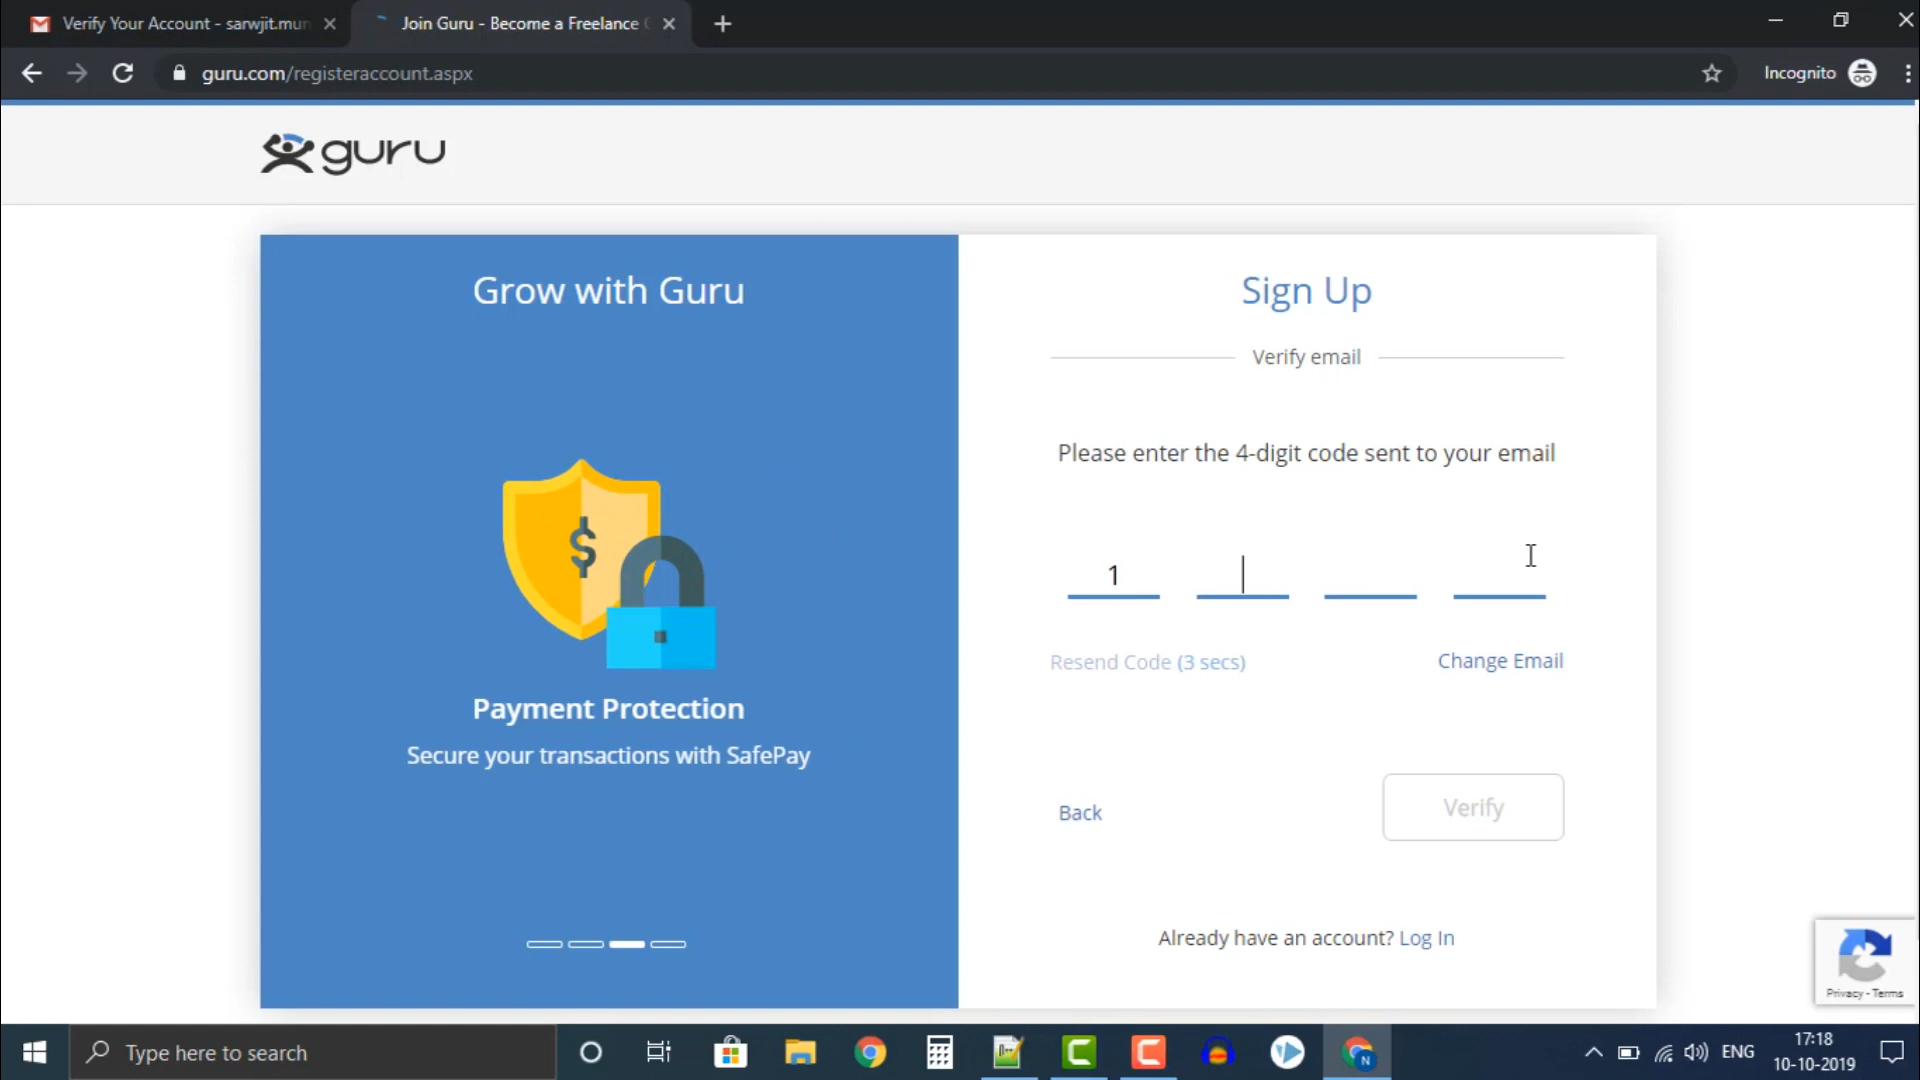 Verify Your Account - sarwjit.mun
Join Guru - Become a Freelance
guru.com/registeraccount.aspx
Incognito
guru
Grow with Guru
$
Payment Protection
Secure your transactions with SafePay
Sign Up
Verify email
Please enter the 4-digit code sent to your email
1
Resend Code (3 secs)
Change Email
Back
Verify
Already have an account? Log In
Privacy - Terms
Type here to search
N
ENG
17:18
10-10-2019